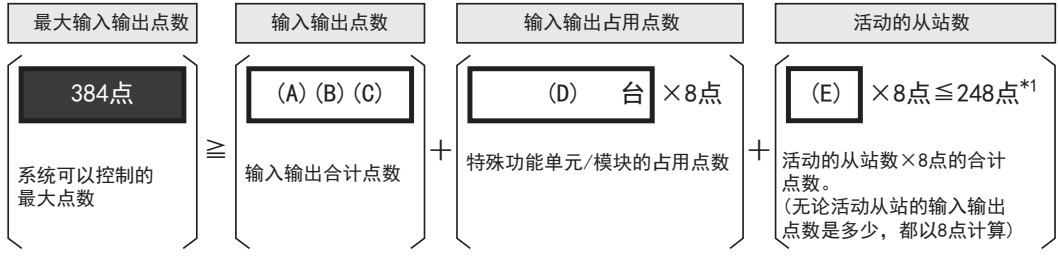 最大输入输出点数
输入输出点数
输入输出占用点数
活动的从站数
384点
≧
(A)(B)(C)
+
(D) 台 ×8点
+
(E) ×8点≦248点*1
系统可以控制的
最大点数
输入输出合计点数
特殊功能单元/模块的占用点数
活动的从站数×8点的合计
点数。
(无论活动从站的输入输出
点数是多少，都以8点计算)